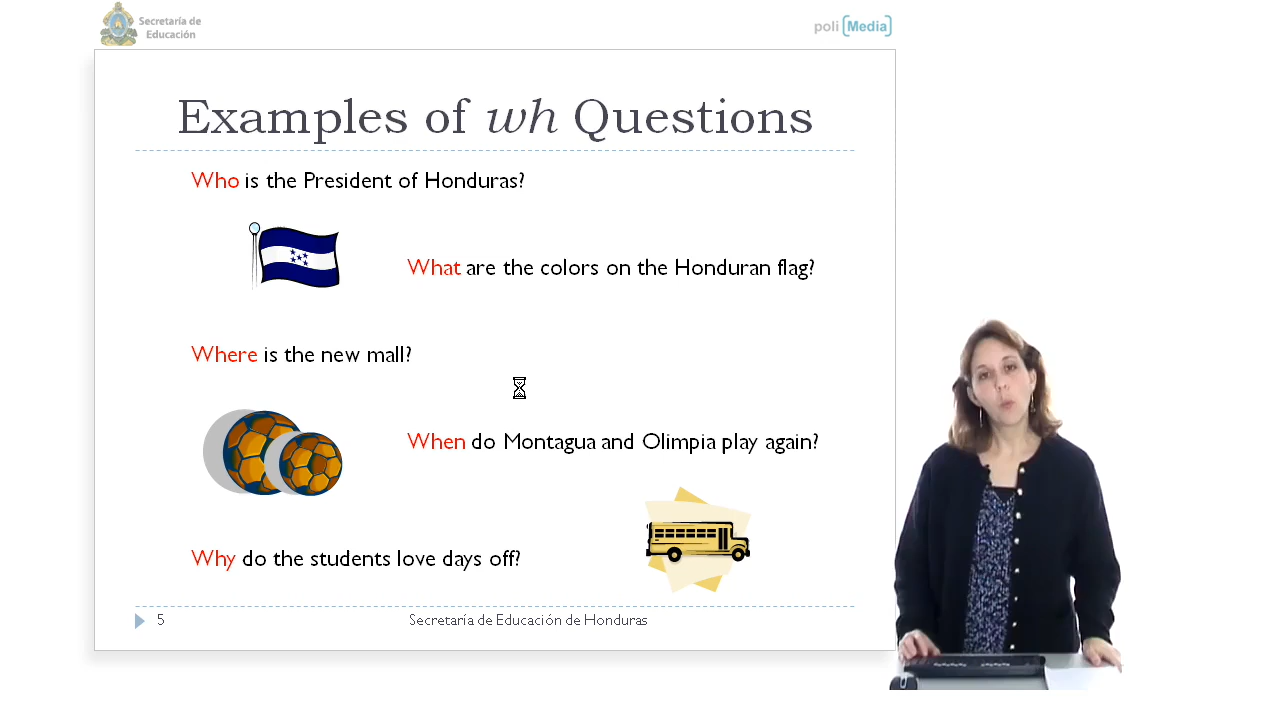 Secretaría de
Educación
poli [Media]
Examples of wh Questions
Who is the President of Honduras?
What are the colors on the Honduran flag?
Where is the new mall?
When do Montagua and Olimpia play again?
Why do the students love days off?
5
Secretaría de Educación de Honduras